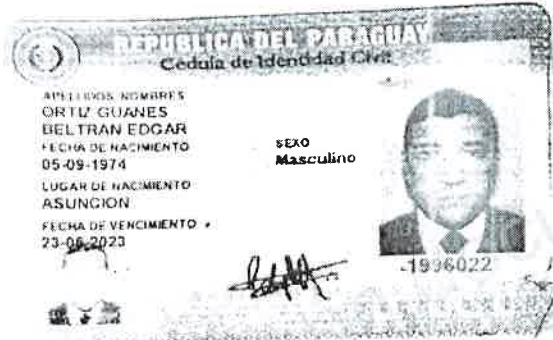 REPUBLICA DEL PARAGUAY
Cédula de Identidad Civil
APELLIDOS NOMBRES
ORTIZ GUANES
BELTRAN EDGAR
FECHA DE NACIMIENTO
05-09-1974
LUGAR DE NACIMIENTO
ASUNCION
FECHA DE VENCIMIENTO
23-06-2023
SEXO
Masculino
1996022